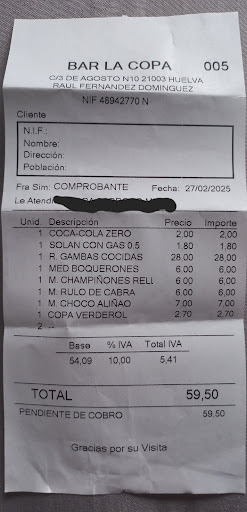 BAR LA COPA 005
C/3 DE AGOSTO N10 21003 HUELVA
RAUL FERNANDEZ DOMINGUEZ
NIF 48942770 N
Cliente
N.I.F.:
Nombre:
Dirección:
Población:
Fra Sim: COMPROBANTE Fecha: 27/02/2025
Le Atendi
Unid. Descripción Precio Importe
1 COCA-COLA ZERO 2,00 2,00
1 SOLAN CON GAS 0.5 1,80 1,80
1 R. GAMBAS COCIDAS 28,00 28,00
1 MED BOQUERONES 6,00 6,00
1 M. CHAMPIÑONES RELL 6,00 6,00
1 M. RULO DE CABRA 6,00 6,00
1 M. CHOCO ALIÑAO 7,00 7,00
1 COPA VERDEROL 2,70 2,70
2 --
Base % IVA Total IVA
54,09 10,00 5,41
TOTAL 59,50
PENDIENTE DE COBRO 59,50
Gracias por su Visita